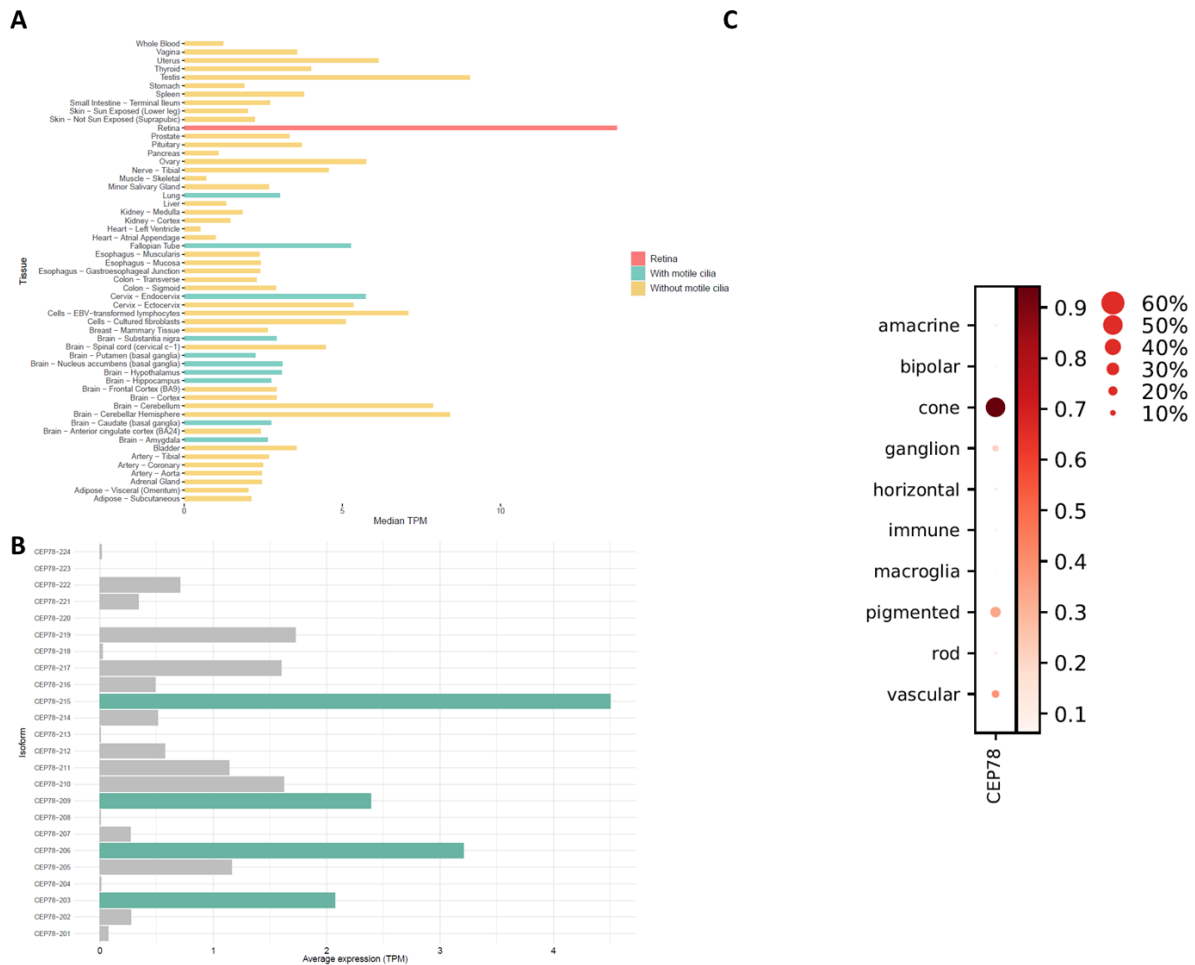 A
C
Whole Blood
Vagina
Uterus
Thyroid
Testis
Stomach
Spleen
Small Intestine − Terminal Ileum
Skin − Sun Exposed (Lower leg)
Skin − Not Sun Exposed (Suprapubic)
Retina
Prostate
Pituitary
Pancreas
Ovary
Nerve − Tibial
Muscle − Skeletal
Minor Salivary Gland
Lung
Liver
Kidney − Medulla
Kidney − Cortex
Heart − Left Ventricle
Heart − Atrial Appendage
Fallopian Tube
Esophagus − Muscularis
Esophagus − Mucosa
Esophagus − Gastroesophageal Junction
Colon − Transverse
Colon − Sigmoid
Cervix − Endocervix
Cervix − Ectocervix
Cells − EBV−transformed lymphocytes
Cells − Cultured fibroblasts
Breast − Mammary Tissue
Brain − Substantia nigra
Brain − Spinal cord (cervical c−1)
Brain − Putamen (basal ganglia)
Brain − Nucleus accumbens (basal ganglia)
Brain − Hypothalamus
Brain − Hippocampus
Brain − Frontal Cortex (BA9)
Brain − Cortex
Brain − Cerebellum
Brain − Cerebellar Hemisphere
Brain − Caudate (basal ganglia)
Brain − Anterior cingulate cortex (BA24)
Brain − Amygdala
Bladder
Artery − Tibial
Artery − Coronary
Artery − Aorta
Adrenal Gland
Adipose − Visceral (Omentum)
Adipose − Subcutaneous
Tissue
0 5 10
Median TPM
Retina
With motile cilia
Without motile cilia
B
CEP78−224
CEP78−223
CEP78−222
CEP78−221
CEP78−220
CEP78−219
CEP78−218
CEP78−217
CEP78−216
CEP78−215
CEP78−214
CEP78−213
CEP78−212
CEP78−211
CEP78−210
CEP78−209
CEP78−208
CEP78−207
CEP78−206
CEP78−205
CEP78−204
CEP78−203
CEP78−202
CEP78−201
Isoform
0 1 2 3 4
Average expression (TPM)
amacrine
bipolar
cone
ganglion
horizontal
immune
macroglia
pigmented
rod
vascular
CEP78
0.9
0.8
0.7
0.6
0.5
0.4
0.3
0.2
0.1
60%
50%
40%
30%
20%
10%